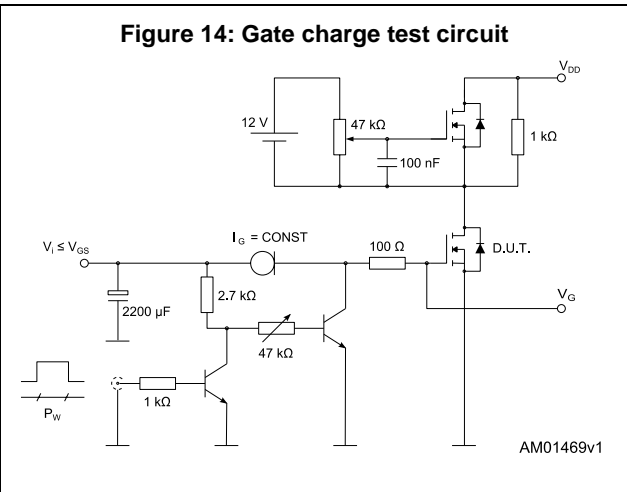 Figure 14: Gate charge test circuit
V_DD
12 V
47 kΩ
1 kΩ
100 nF
V_i ≤ V_GS
I_G = CONST
100 Ω
D.U.T.
2.7 kΩ
2200 μF
V_G
47 kΩ
1 kΩ
P_W
AM01469v1